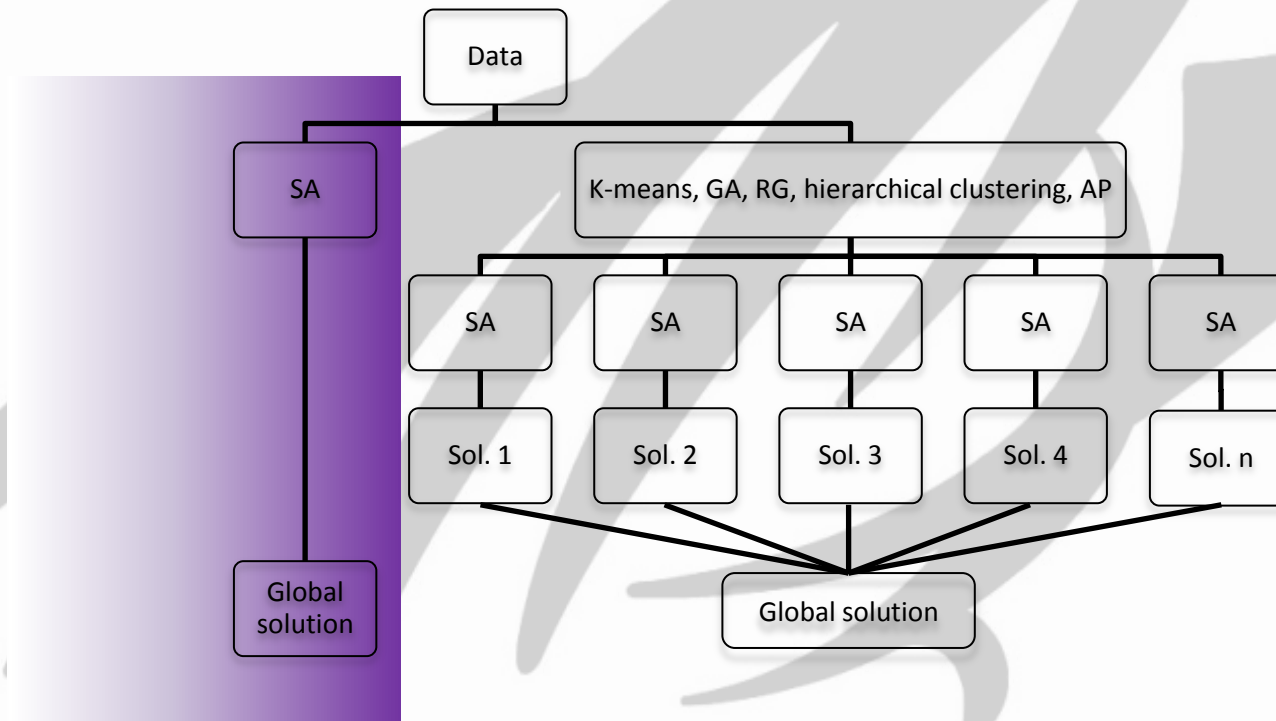 Data
SA
K-means, GA, RG, hierarchical clustering, AP
SA
SA
SA
SA
SA
Sol. 1
Sol. 2
Sol. 3
Sol. 4
Sol. n
Global
solution
Global solution